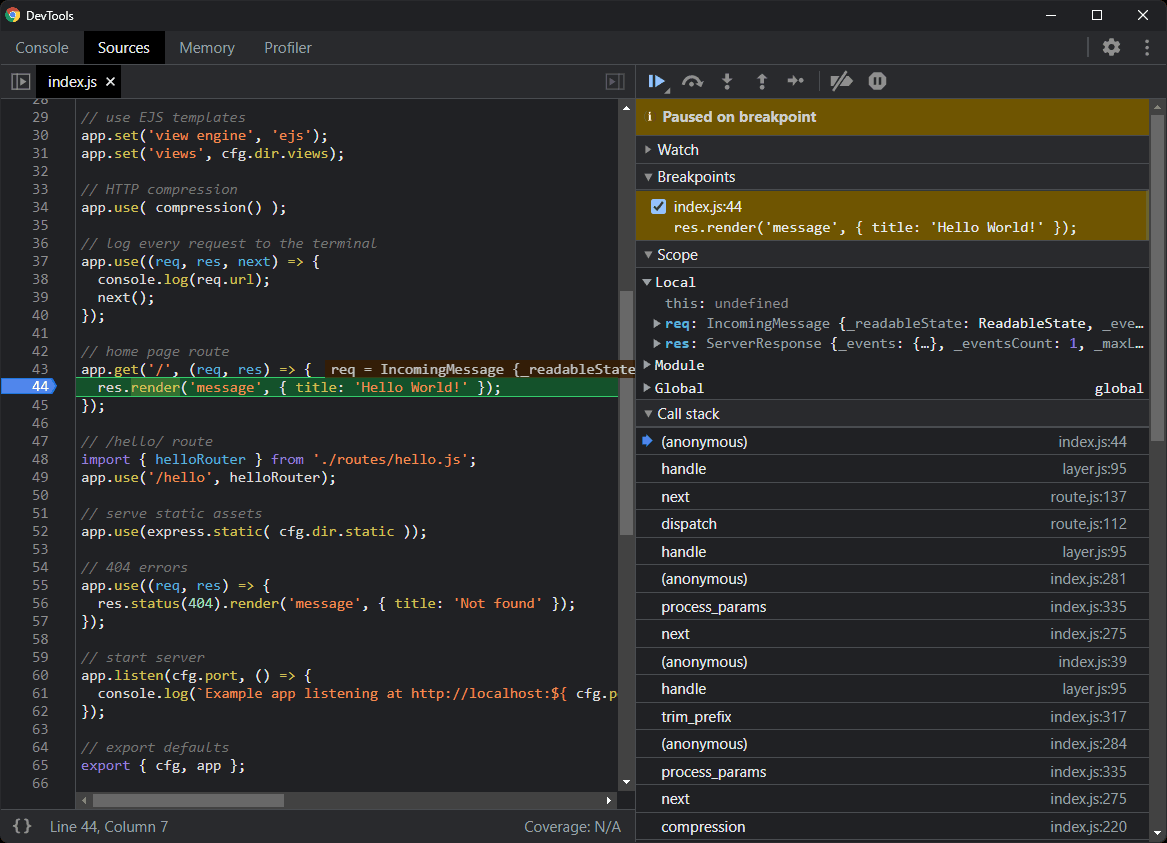 DevTools
Console Sources Memory Profiler
index.js ×
28
29 // use EJS templates
30 app.set('view engine', 'ejs');
31 app.set('views', cfg.dir.views);
32
33 // HTTP compression
34 app.use( compression() );
35
36 // log every request to the terminal
37 app.use((req, res, next) => {
38 console.log(req.url);
39 next();
40 });
41
42 // home page route
43 app.get('/', (req, res) => { req = IncomingMessage {_readableState
44 res.render('message', { title: 'Hello World!' });
45 });
46
47 // /hello/ route
48 import { helloRouter } from './routes/hello.js';
49 app.use('/hello', helloRouter);
50
51 // serve static assets
52 app.use(express.static( cfg.dir.static ));
53
54 // 404 errors
55 app.use((req, res) => {
56 res.status(404).render('message', { title: 'Not found' });
57 });
58
59 // start server
60 app.listen(cfg.port, () => {
61 console.log(`Example app listening at http://localhost:${ cfg.p
62 });
63
64 // export defaults
65 export { cfg, app };
66
{} Line 44, Column 7 Coverage: N/A
i Paused on breakpoint
Watch
Breakpoints
index.js:44
res.render('message', { title: 'Hello World!' });
Scope
Local
this: undefined
req: IncomingMessage {_readableState: ReadableState, _eve…
res: ServerResponse {_events: {…}, _eventsCount: 1, _maxL…
Module
Global global
Call stack
(anonymous) index.js:44
handle layer.js:95
next route.js:137
dispatch route.js:112
handle layer.js:95
(anonymous) index.js:281
process_params index.js:335
next index.js:275
(anonymous) index.js:39
handle layer.js:95
trim_prefix index.js:317
(anonymous) index.js:284
process_params index.js:335
next index.js:275
compression index.js:220